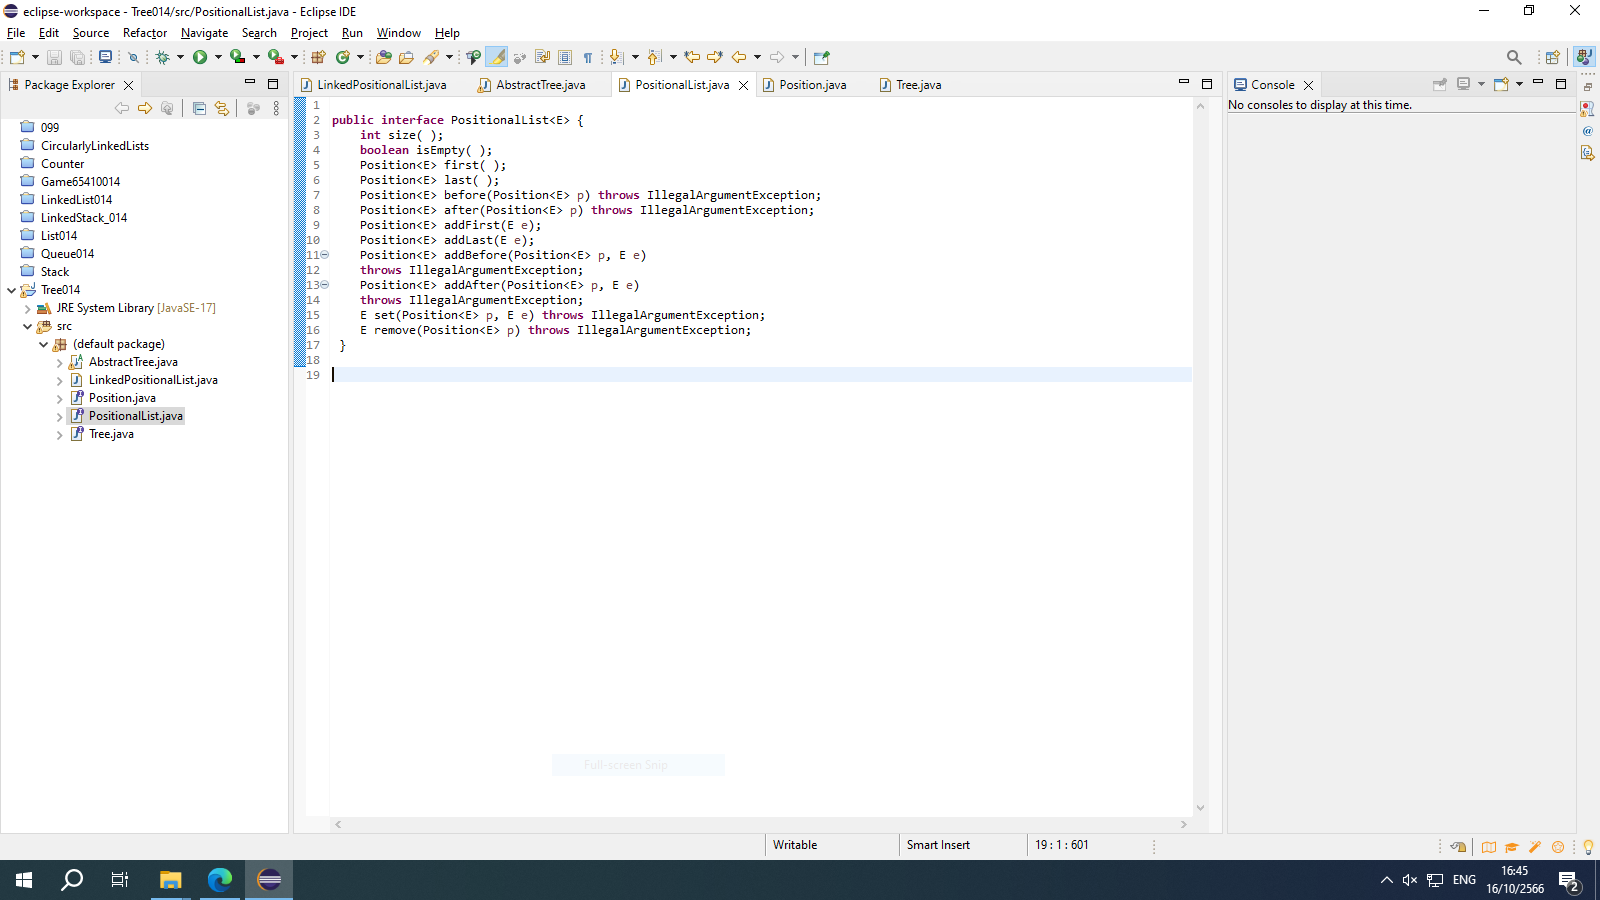 eclipse-workspace - Tree014/src/PositionalList.java - Eclipse IDE
File Edit Source Refactor Navigate Search Project Run Window Help
Package Explorer
099
CircularlyLinkedLists
Counter
Game65410014
LinkedList014
LinkedStack_014
List014
Queue014
Stack
Tree014
JRE System Library [JavaSE-17]
src
(default package)
AbstractTree.java
LinkedPositionalList.java
Position.java
PositionalList.java
Tree.java
LinkedPositionalList.java AbstractTree.java PositionalList.java Position.java Tree.java
1
2 public interface PositionalList<E> {
3 int size( );
4 boolean isEmpty( );
5 Position<E> first( );
6 Position<E> last( );
7 Position<E> before(Position<E> p) throws IllegalArgumentException;
8 Position<E> after(Position<E> p) throws IllegalArgumentException;
9 Position<E> addFirst(E e);
10 Position<E> addLast(E e);
11 Position<E> addBefore(Position<E> p, E e)
12 throws IllegalArgumentException;
13 Position<E> addAfter(Position<E> p, E e)
14 throws IllegalArgumentException;
15 E set(Position<E> p, E e) throws IllegalArgumentException;
16 E remove(Position<E> p) throws IllegalArgumentException;
17 }
18
19
Full-screen Snip
Console
No consoles to display at this time.
Writable Smart Insert 19 : 1 : 601
ENG
16:45
16/10/2566
2